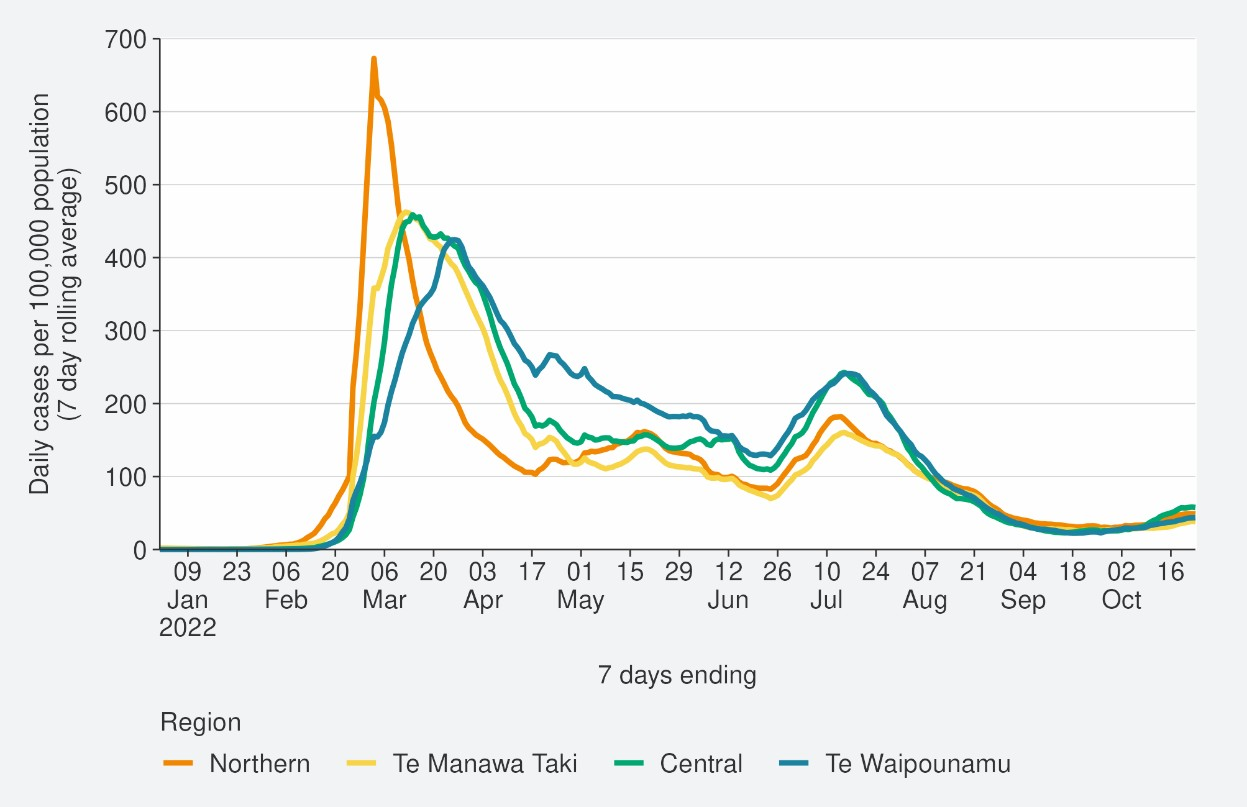 700
600
500
400
300
200
100
0
Daily cases per 100,000 population
(7 day rolling average)
09 23 06 20 06 20 03 17 01 15 29 12 26 10 24 07 21 04 18 02 16
Jan Feb Mar Apr May Jun Jul Aug Sep Oct
2022
7 days ending
Region
Northern Te Manawa Taki Central Te Waipounamu